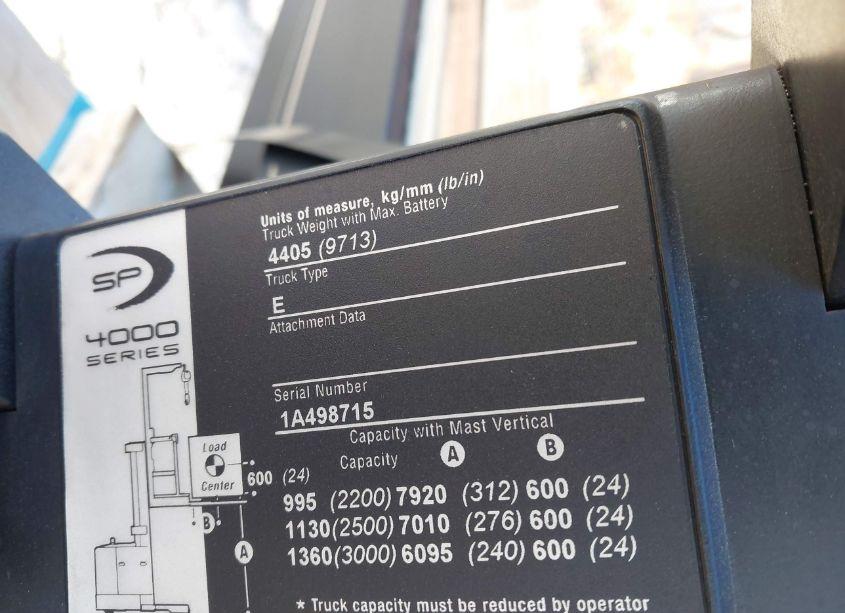 SP
4000
SERIES
Units of measure, kg/mm (lb/in)
Truck Weight with Max. Battery
4405 (9713)
Truck Type
E
Attachment Data
Serial Number
1A498715
Capacity with Mast Vertical
Capacity A B
Load
Center
600 (24)
995 (2200) 7920 (312) 600 (24)
1130 (2500) 7010 (276) 600 (24)
1360 (3000) 6095 (240) 600 (24)
B
A
* Truck capacity must be reduced by operator